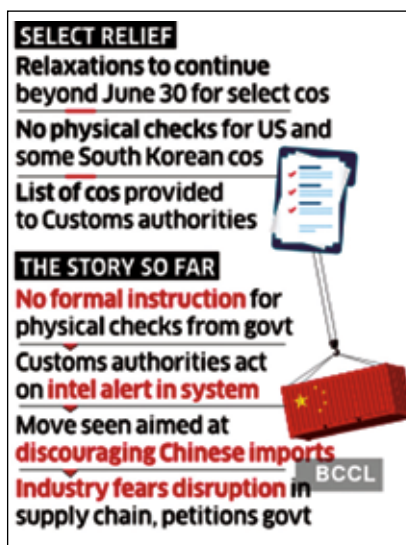 SELECT RELIEF
Relaxations to continue
beyond June 30 for select cos
No physical checks for US and
some South Korean cos
List of cos provided
to Customs authorities
THE STORY SO FAR
No formal instruction for
physical checks from govt
Customs authorities act
on intel alert in system
Move seen aimed at
discouraging Chinese imports
Industry fears disruption in
supply chain, petitions govt
BCCL